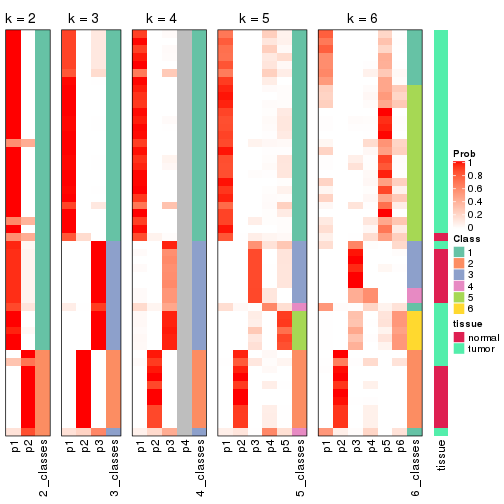 k = 2
k = 3
k = 4
k = 5
k = 6
Prob
1
0.8
0.6
0.4
0.2
0
Class
1
2
3
4
5
6
tissue
normal
tumor
p1
p2
2_classes
p1
p2
p3
3_classes
p1
p2
p3
p4
4_classes
p1
p2
p3
p4
p5
5_classes
p1
p2
p3
p4
p5
p6
6_classes
tissue